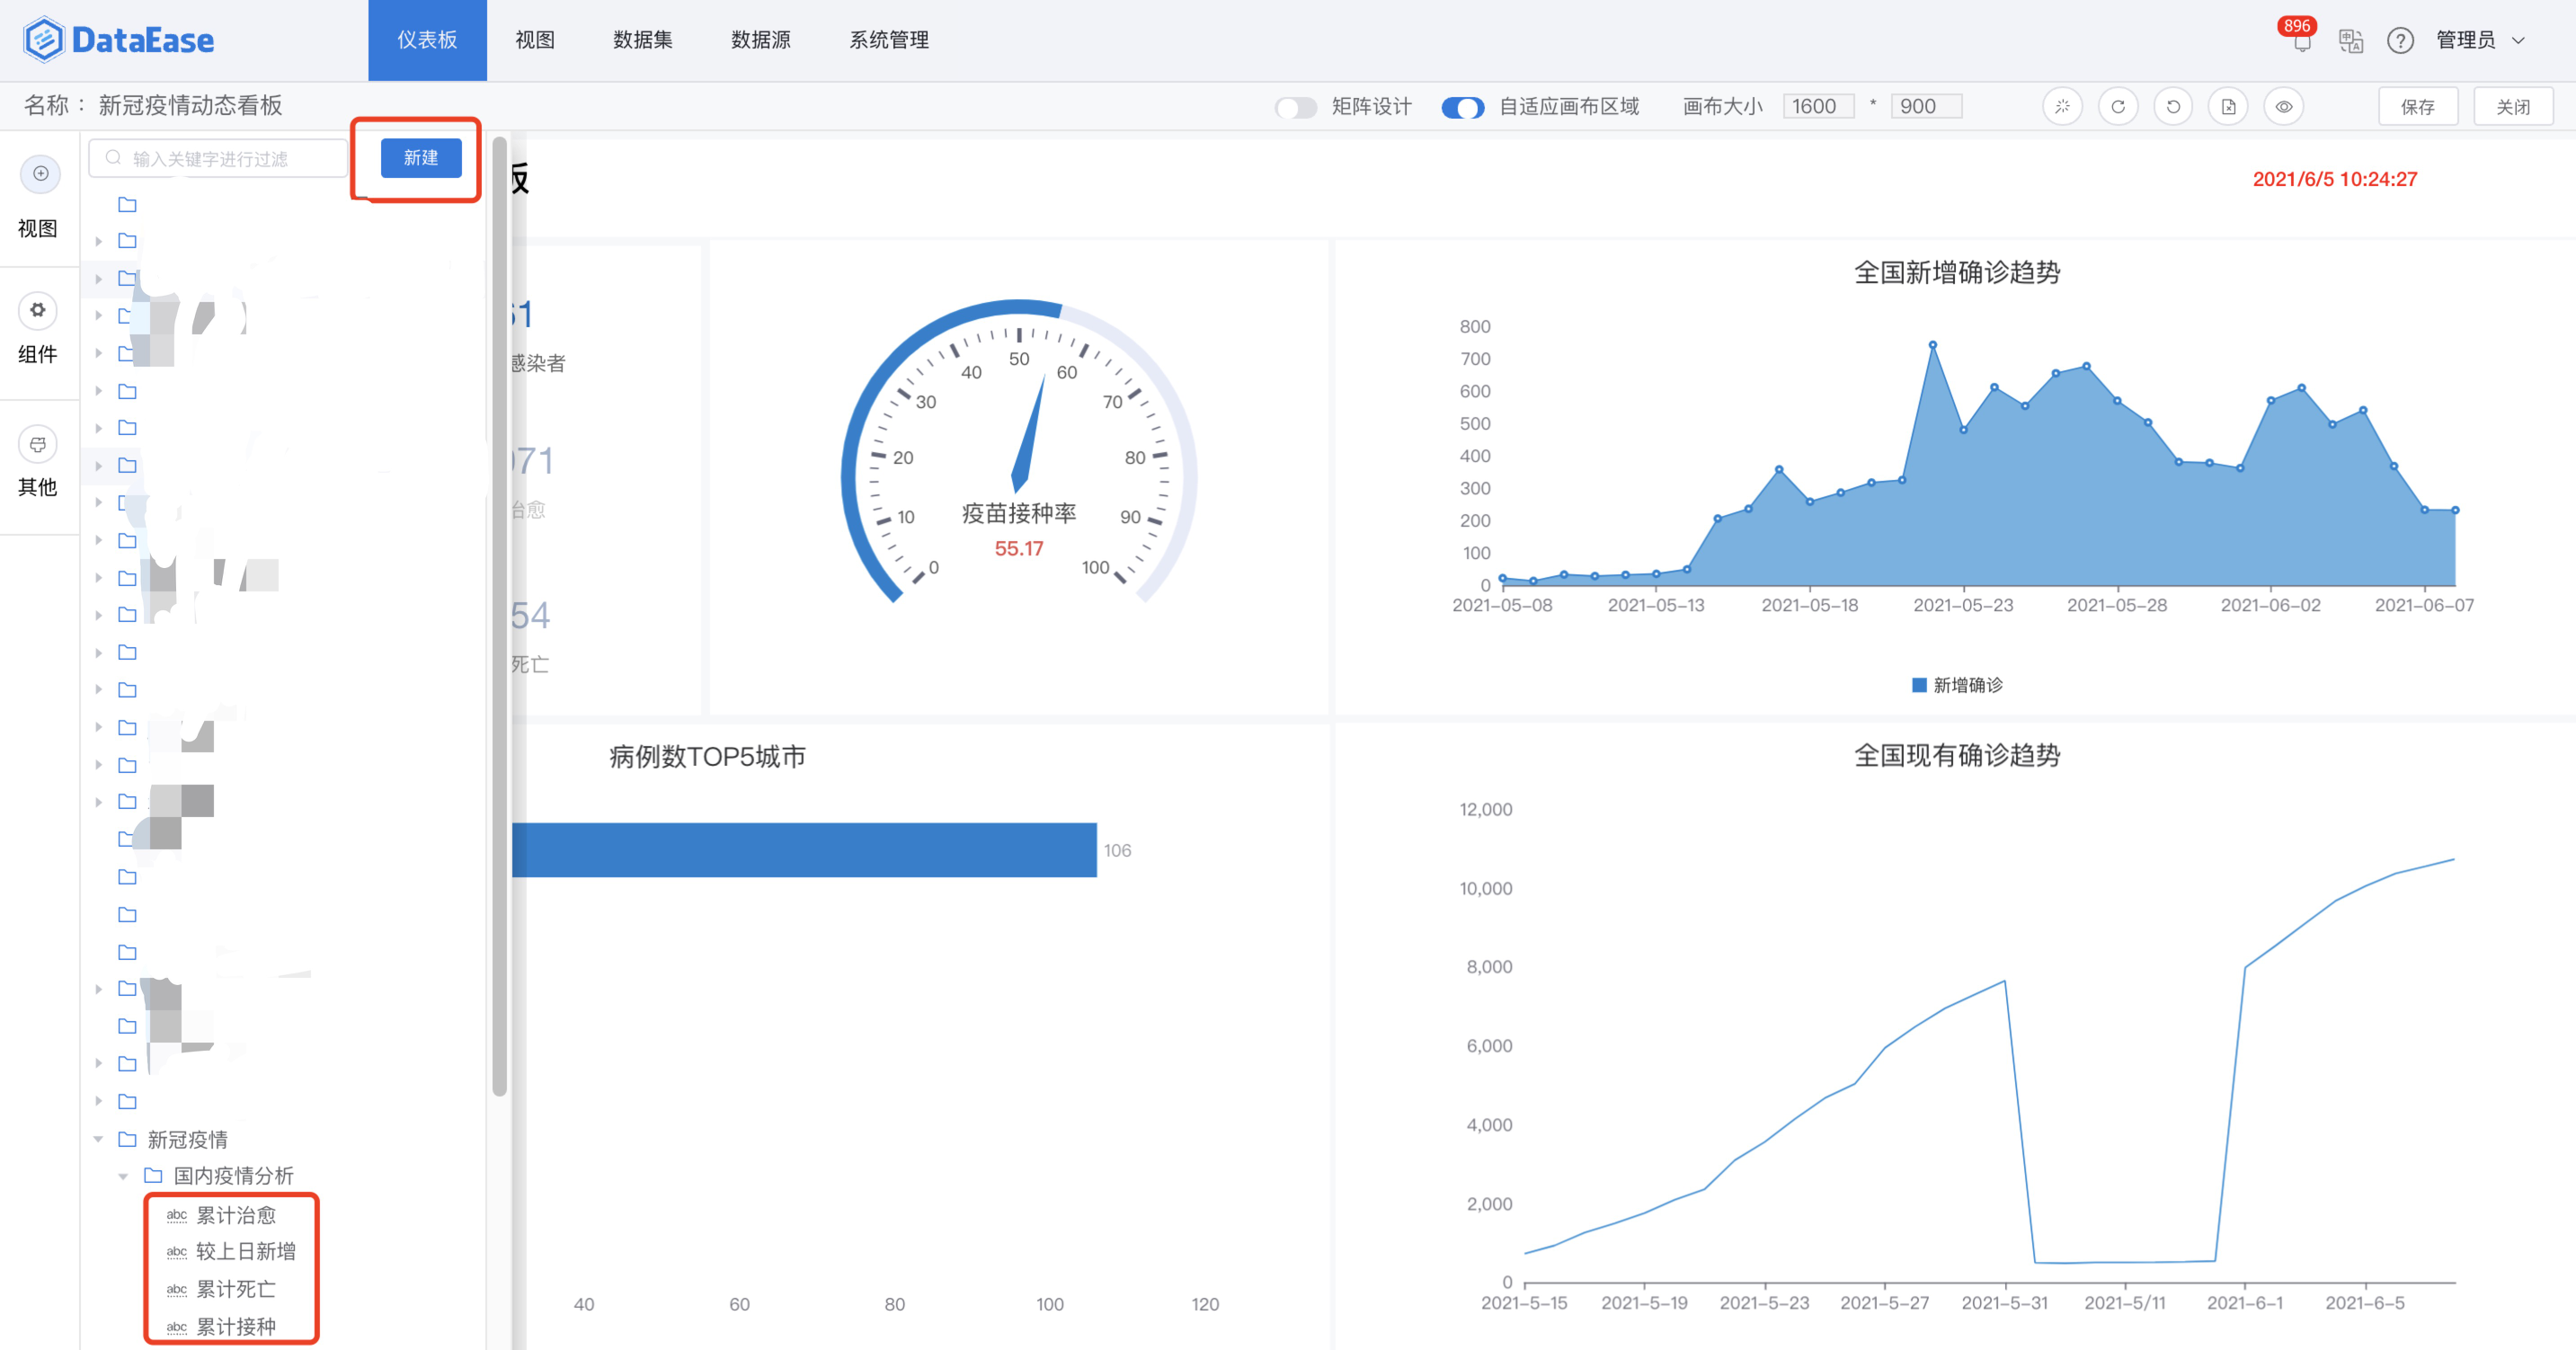 DataEase
仪表板 视图 数据集 数据源 系统管理
896
管理员
名称： 新冠疫情动态看板
矩阵设计 自适应画布区域 画布大小 1600 * 900
保存 关闭
视图
组件
其他
输入关键字进行过滤
新建
新冠疫情
国内疫情分析
abc 累计治愈
abc 较上日新增
abc 累计死亡
abc 累计接种
板
2021/6/5 10:24:27
感染者
治愈
54
死亡
0 10 20 30 40 50 60 70 80 90 100
疫苗接种率
55.17
全国新增确诊趋势
800
700
600
500
400
300
200
100
0
2021-05-08 2021-05-13 2021-05-18 2021-05-23 2021-05-28 2021-06-02 2021-06-07
新增确诊
病例数TOP5城市
106
40 60 80 100 120
全国现有确诊趋势
12,000
10,000
8,000
6,000
4,000
2,000
0
2021-5-15 2021-5-19 2021-5-23 2021-5-27 2021-5-31 2021-5/11 2021-6-1 2021-6-5